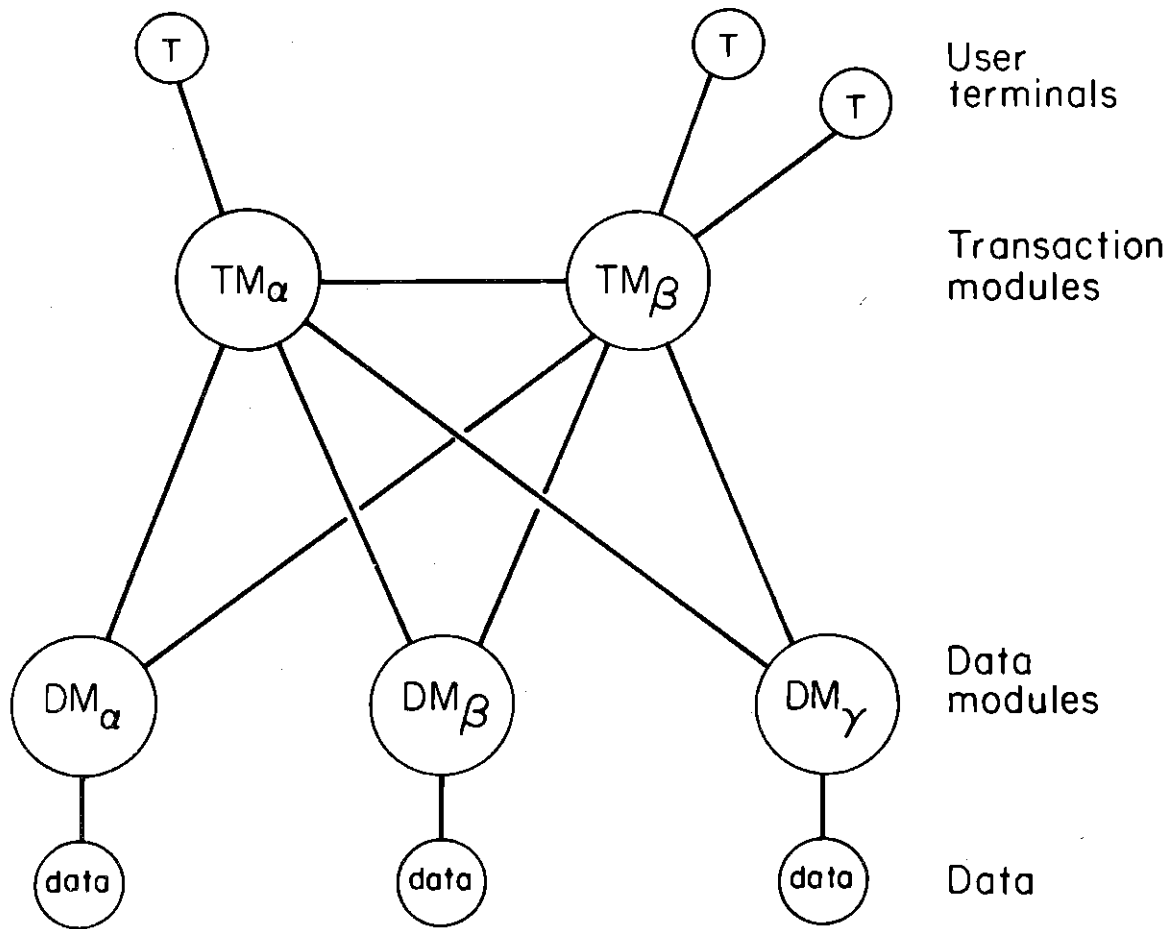 T
T
User
terminals
T
TMα
TMβ
Transaction
modules
DMα
DMβ
DMγ
Data
modules
data
data
data
Data